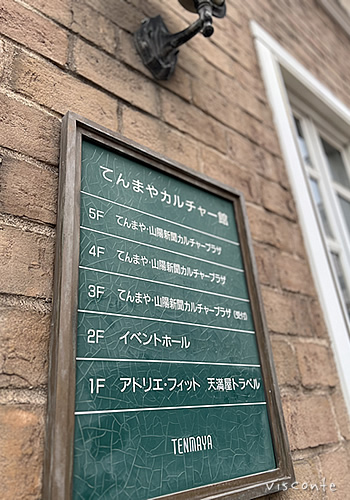 てんまやカルチャー館
5F てんまや・山陽新聞カルチャープラザ
4F てんまや・山陽新聞カルチャープラザ
3F てんまや・山陽新聞カルチャープラザ(受付)
2F イベントホール
1F アトリエ・フィット 天満屋トラベル
TENMAYA
Visconte